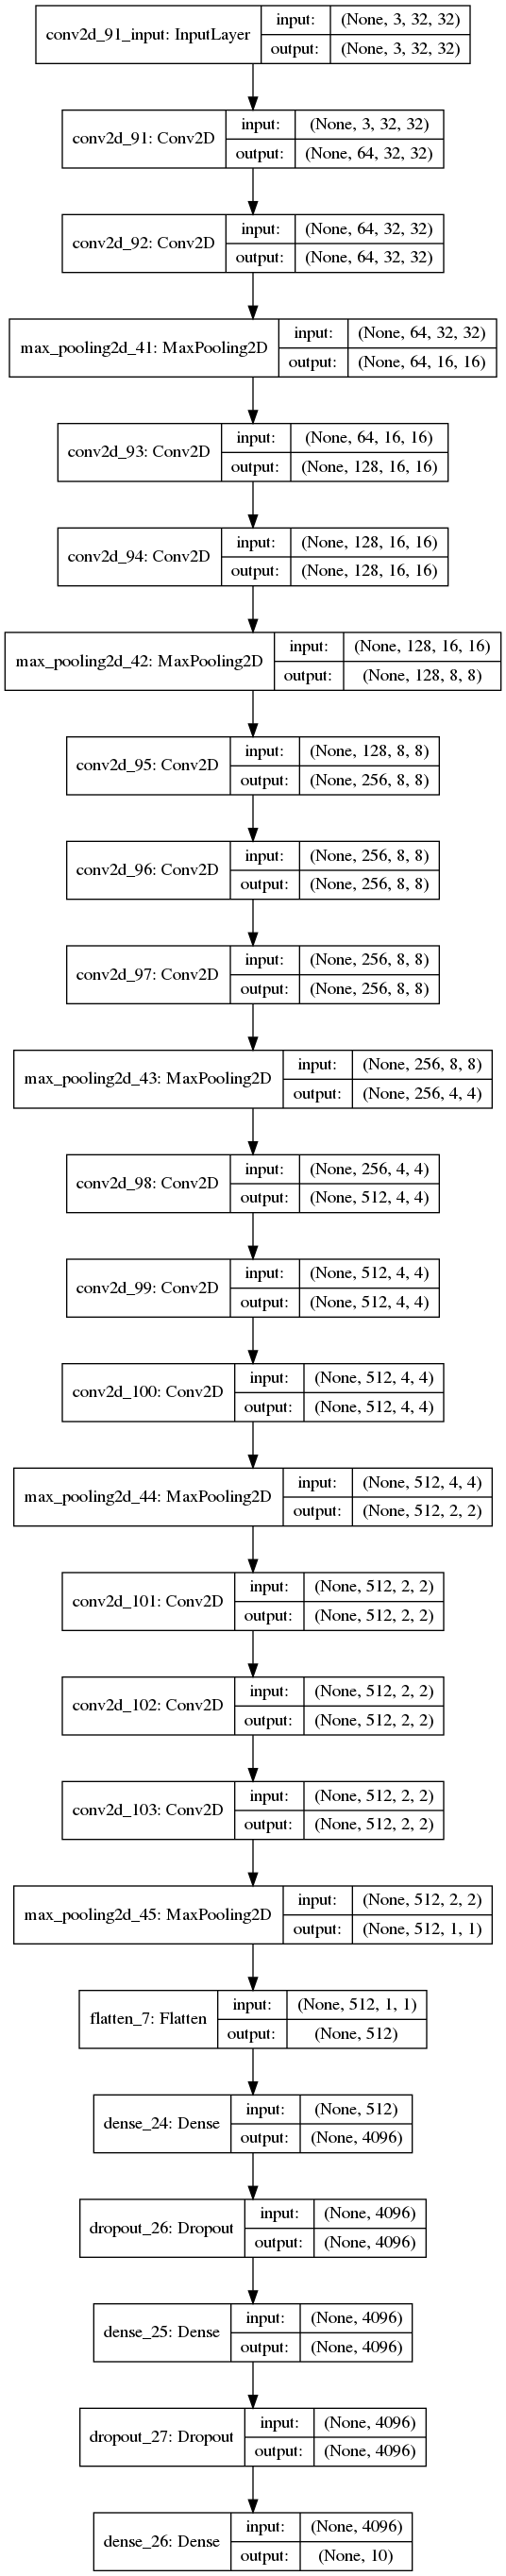 conv2d_91_input: InputLayer
input: (None, 3, 32, 32)
output: (None, 3, 32, 32)
conv2d_91: Conv2D
input: (None, 3, 32, 32)
output: (None, 64, 32, 32)
conv2d_92: Conv2D
input: (None, 64, 32, 32)
output: (None, 64, 32, 32)
max_pooling2d_41: MaxPooling2D
input: (None, 64, 32, 32)
output: (None, 64, 16, 16)
conv2d_93: Conv2D
input: (None, 64, 16, 16)
output: (None, 128, 16, 16)
conv2d_94: Conv2D
input: (None, 128, 16, 16)
output: (None, 128, 16, 16)
max_pooling2d_42: MaxPooling2D
input: (None, 128, 16, 16)
output: (None, 128, 8, 8)
conv2d_95: Conv2D
input: (None, 128, 8, 8)
output: (None, 256, 8, 8)
conv2d_96: Conv2D
input: (None, 256, 8, 8)
output: (None, 256, 8, 8)
conv2d_97: Conv2D
input: (None, 256, 8, 8)
output: (None, 256, 8, 8)
max_pooling2d_43: MaxPooling2D
input: (None, 256, 8, 8)
output: (None, 256, 4, 4)
conv2d_98: Conv2D
input: (None, 256, 4, 4)
output: (None, 512, 4, 4)
conv2d_99: Conv2D
input: (None, 512, 4, 4)
output: (None, 512, 4, 4)
conv2d_100: Conv2D
input: (None, 512, 4, 4)
output: (None, 512, 4, 4)
max_pooling2d_44: MaxPooling2D
input: (None, 512, 4, 4)
output: (None, 512, 2, 2)
conv2d_101: Conv2D
input: (None, 512, 2, 2)
output: (None, 512, 2, 2)
conv2d_102: Conv2D
input: (None, 512, 2, 2)
output: (None, 512, 2, 2)
conv2d_103: Conv2D
input: (None, 512, 2, 2)
output: (None, 512, 2, 2)
max_pooling2d_45: MaxPooling2D
input: (None, 512, 2, 2)
output: (None, 512, 1, 1)
flatten_7: Flatten
input: (None, 512, 1, 1)
output: (None, 512)
dense_24: Dense
input: (None, 512)
output: (None, 4096)
dropout_26: Dropout
input: (None, 4096)
output: (None, 4096)
dense_25: Dense
input: (None, 4096)
output: (None, 4096)
dropout_27: Dropout
input: (None, 4096)
output: (None, 4096)
dense_26: Dense
input: (None, 4096)
output: (None, 10)